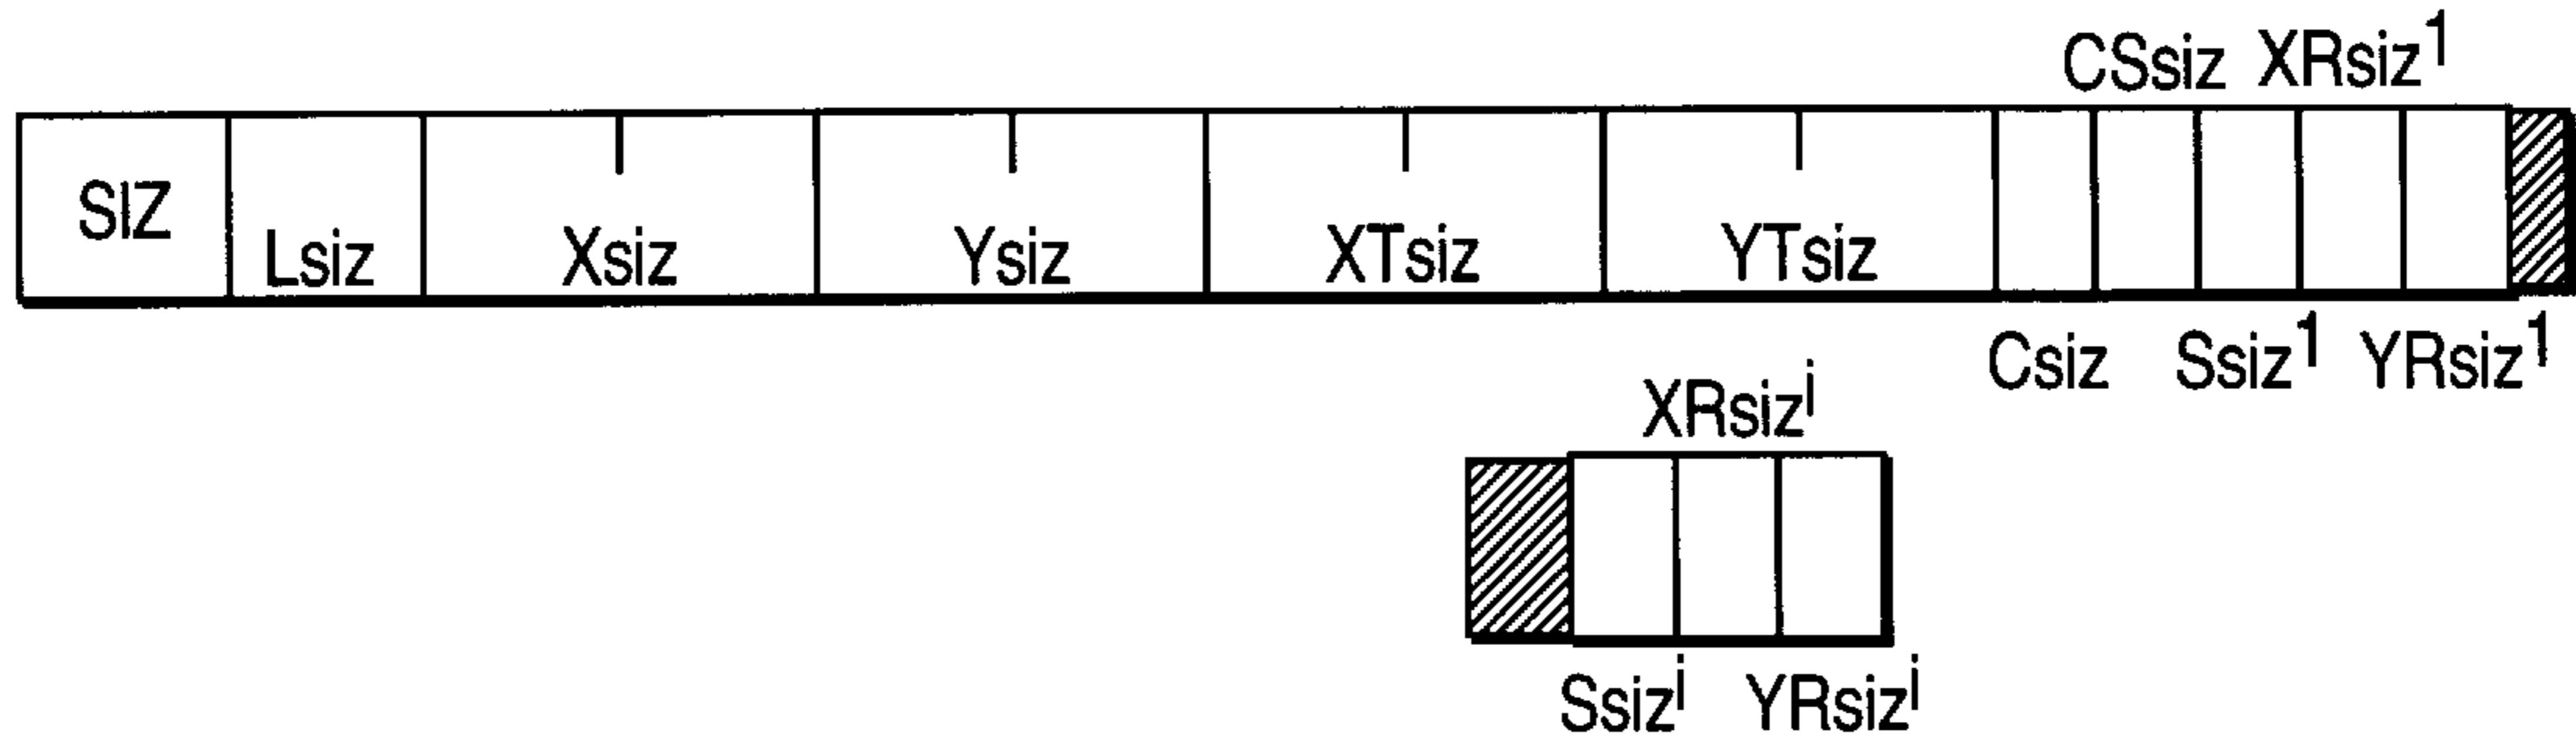 CSsiz XRsiz¹
SIZ Lsiz Xsiz Ysiz XTsiz YTsiz
Csiz Ssiz¹ YRsiz¹
XRsizⁱ
Ssizⁱ YRsizⁱ